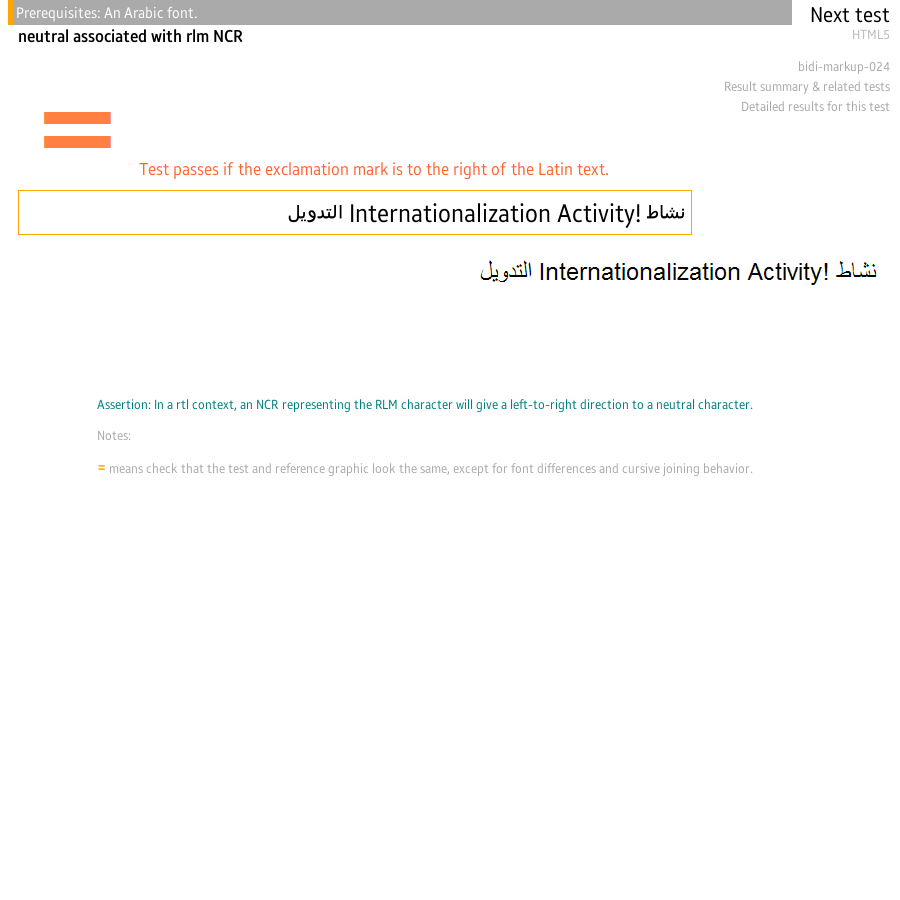 Prerequisites: An Arabic font.
Next test
neutral associated with rlm NCR
HTML5
bidi-markup-024
Result summary & related tests
Detailed results for this test
Test passes if the exclamation mark is to the right of the Latin text.
نشاط Internationalization Activity!‎ التدويل
نشاط Internationalization Activity!‎ التدويل
Assertion: In a rtl context, an NCR representing the RLM character will give a left-to-right direction to a neutral character.
Notes:
= means check that the test and reference graphic look the same, except for font differences and cursive joining behavior.